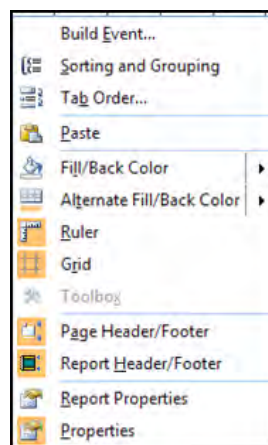 Build Event...
Sorting and Grouping
Tab Order...
Paste
Fill/Back Color
Alternate Fill/Back Color
Ruler
Grid
Toolbox
Page Header/Footer
Report Header/Footer
Report Properties
Properties